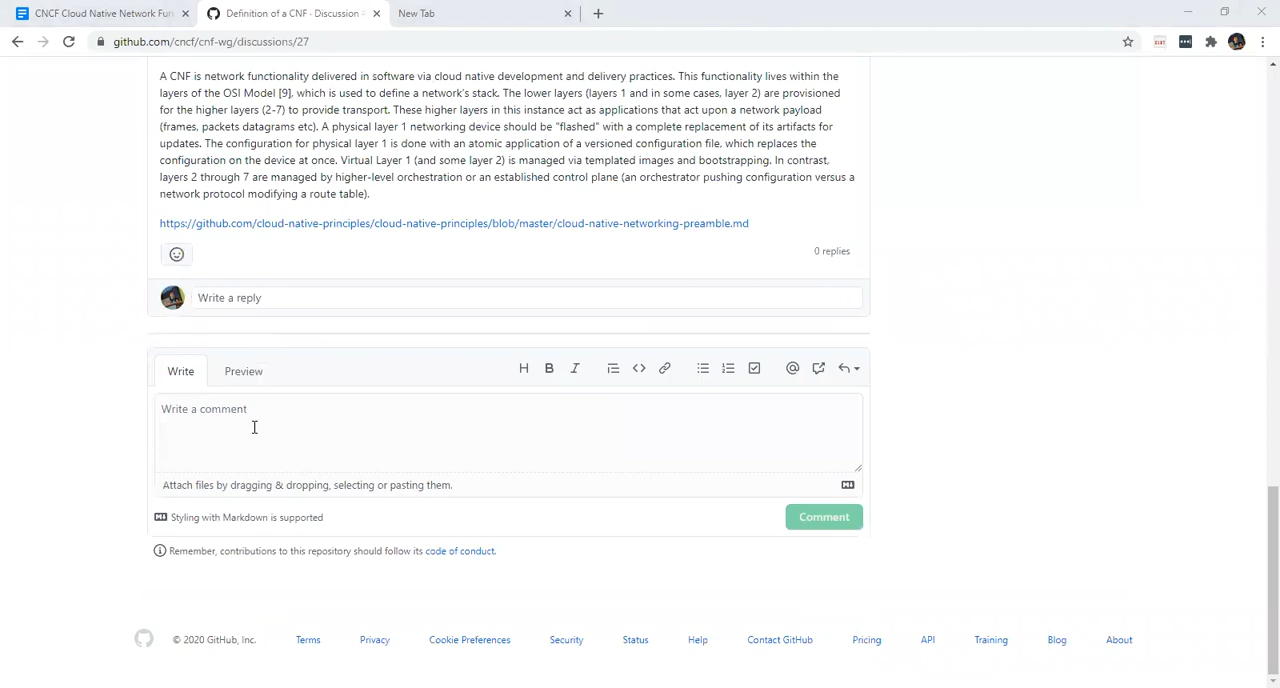 CNCF Cloud Native Network Fun
Definition of a CNF · Discussion
New Tab
github.com/cncf/cnf-wg/discussions/27
A CNF is network functionality delivered in software via cloud native development and delivery practices. This functionality lives within the
layers of the OSI Model [9], which is used to define a network's stack. The lower layers (layers 1 and in some cases, layer 2) are provisioned
for the higher layers (2-7) to provide transport. These higher layers in this instance act as applications that act upon a network payload
(frames, packets datagrams etc). A physical layer 1 networking device should be "flashed" with a complete replacement of its artifacts for
updates. The configuration for physical layer 1 is done with an atomic application of a versioned configuration file, which replaces the
configuration on the device at once. Virtual Layer 1 (and some layer 2) is managed via templated images and bootstrapping. In contrast,
layers 2 through 7 are managed by higher-level orchestration or an established control plane (an orchestrator pushing configuration versus a
network protocol modifying a route table).
https://github.com/cloud-native-principles/cloud-native-principles/blob/master/cloud-native-networking-preamble.md
0 replies
Write a reply
Write
Preview
H B I
Write a comment
Attach files by dragging & dropping, selecting or pasting them.
Styling with Markdown is supported
Comment
Remember, contributions to this repository should follow its code of conduct.
© 2020 GitHub, Inc.
Terms
Privacy
Cookie Preferences
Security
Status
Help
Contact GitHub
Pricing
API
Training
Blog
About